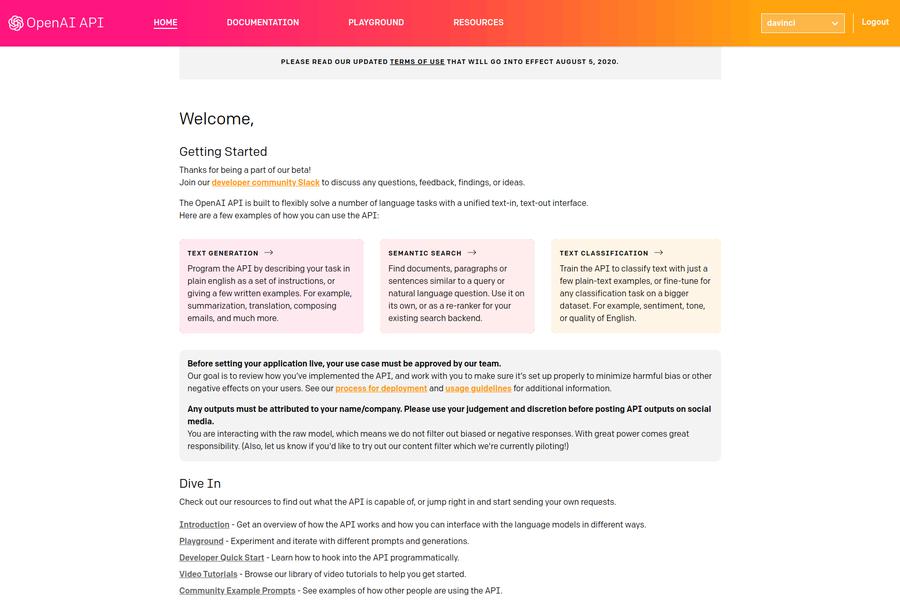 OpenAI API
HOME
DOCUMENTATION
PLAYGROUND
RESOURCES
davinci
Logout
PLEASE READ OUR UPDATED TERMS OF USE THAT WILL GO INTO EFFECT AUGUST 5, 2020.
Welcome,
Getting Started
Thanks for being a part of our beta!
Join our developer community Slack to discuss any questions, feedback, findings, or ideas.
The OpenAI API is built to flexibly solve a number of language tasks with a unified text-in, text-out interface.
Here are a few examples of how you can use the API:
TEXT GENERATION →
Program the API by describing your task in
plain english as a set of instructions, or
giving a few written examples. For example,
summarization, translation, composing
emails, and much more.
SEMANTIC SEARCH →
Find documents, paragraphs or
sentences similar to a query or
natural language question. Use it on
its own, or as a re-ranker for your
existing search backend.
TEXT CLASSIFICATION →
Train the API to classify text with just a
few plain-text examples, or fine-tune for
any classification task on a bigger
dataset. For example, sentiment, tone,
or quality of English.
Before setting your application live, your use case must be approved by our team.
Our goal is to review how you've implemented the API, and work with you to make sure it's set up properly to minimize harmful bias or other
negative effects on your users. See our process for deployment and usage guidelines for additional information.
Any outputs must be attributed to your name/company. Please use your judgement and discretion before posting API outputs on social
media.
You are interacting with the raw model, which means we do not filter out biased or negative responses. With great power comes great
responsibility. (Also, let us know if you'd like to try out our content filter which we're currently piloting!)
Dive In
Check out our resources to find out what the API is capable of, or jump right in and start sending your own requests.
Introduction - Get an overview of how the API works and how you can interface with the language models in different ways.
Playground - Experiment and iterate with different prompts and generations.
Developer Quick Start - Learn how to hook into the API programmatically.
Video Tutorials - Browse our library of video tutorials to help you get started.
Community Example Prompts - See examples of how other people are using the API.